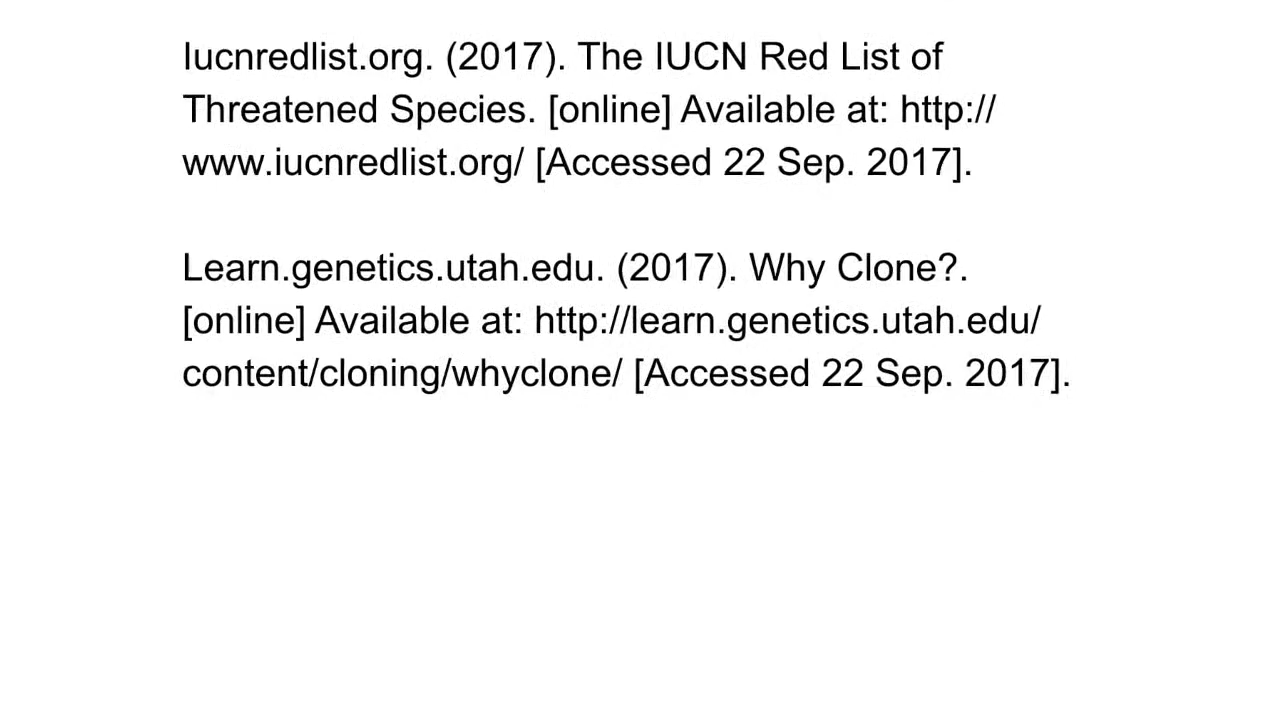 Iucnredlist.org. (2017). The IUCN Red List of
Threatened Species. [online] Available at: http://
www.iucnredlist.org/ [Accessed 22 Sep. 2017].
Learn.genetics.utah.edu. (2017). Why Clone?.
[online] Available at: http://learn.genetics.utah.edu/
content/cloning/whyclone/ [Accessed 22 Sep. 2017].